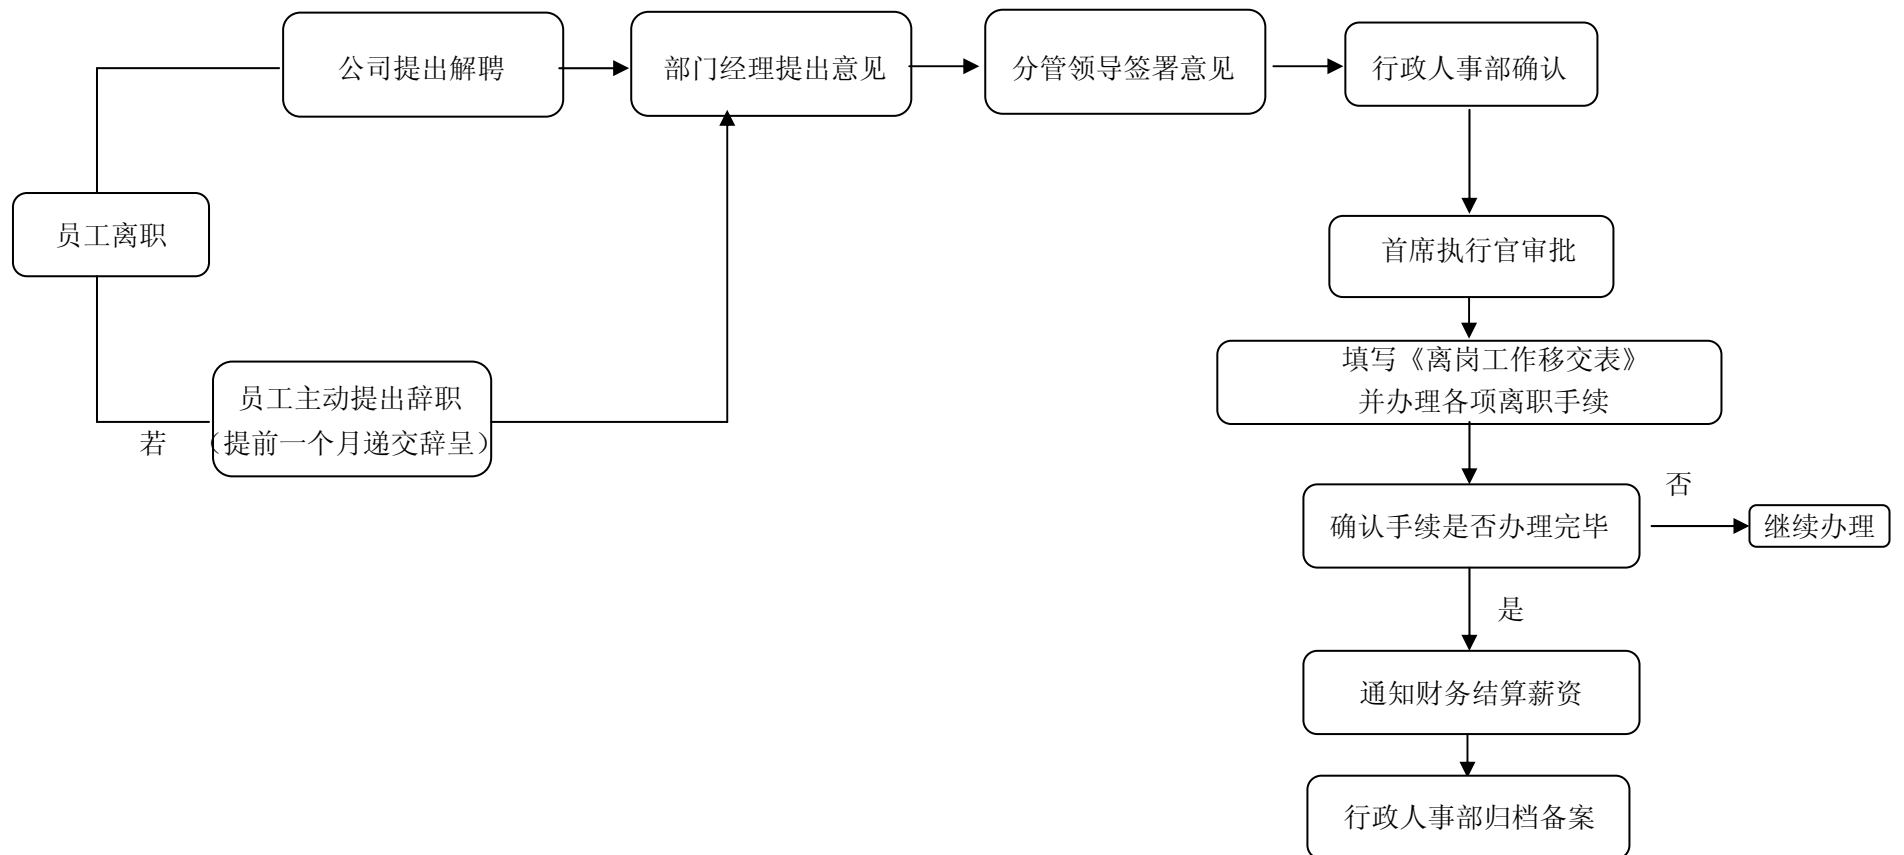 公司提出解聘
部门经理提出意见
分管领导签署意见
行政人事部确认
员工离职
首席执行官审批
填写《离岗工作移交表》
并办理各项离职手续
员工主动提出辞职
(提前一个月递交辞呈)
若
否
确认手续是否办理完毕
继续办理
是
通知财务结算薪资
行政人事部归档备案